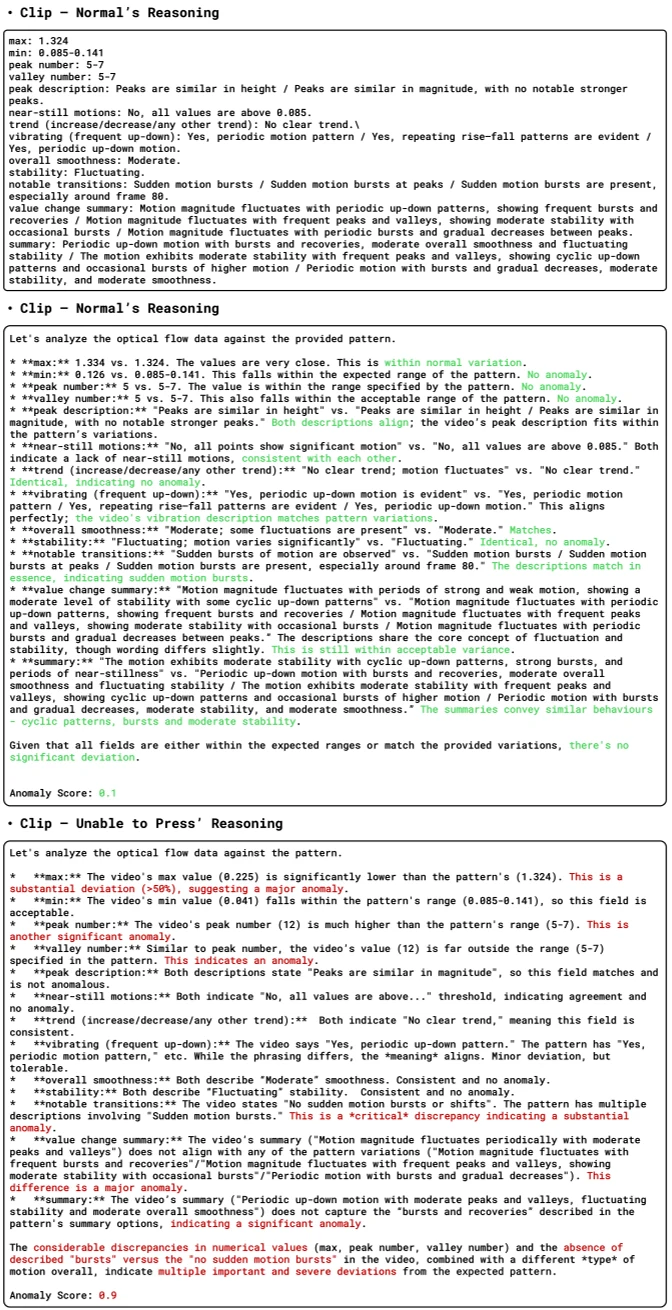 • Clip – Normal's Reasoning
max: 1.324
min: 0.085-0.141
peak number: 5-7
valley number: 5-7
peak description: Peaks are similar in height / Peaks are similar in magnitude, with no notable stronger
peaks.
near-still motions: No, all values are above 0.085.
trend (increase/decrease/any other trend): No clear trend.\
vibrating (frequent up-down): Yes, periodic motion pattern / Yes, repeating rise-fall patterns are evident /
Yes, periodic up-down motion.
overall smoothness: Moderate.
stability: Fluctuating.
notable transitions: Sudden motion bursts / Sudden motion bursts at peaks / Sudden motion bursts are present,
especially around frame 80.
value change summary: Motion magnitude fluctuates with periodic up-down patterns, showing frequent bursts and
recoveries / Motion magnitude fluctuates with frequent peaks and valleys, showing moderate stability with
occasional bursts / Motion magnitude fluctuates with periodic bursts and gradual decreases between peaks.
summary: Periodic up-down motion with bursts and recoveries, moderate overall smoothness and fluctuating
stability / The motion exhibits moderate stability with frequent peaks and valleys, showing cyclic up-down
patterns and occasional bursts of higher motion / Periodic motion with bursts and gradual decreases, moderate
stability, and moderate smoothness.
• Clip – Normal's Reasoning
Let's analyze the optical flow data against the provided pattern.
* **max:** 1.334 vs. 1.324. The values are very close. This is within normal variation.
* **min:** 0.126 vs. 0.085-0.141. This falls within the expected range of the pattern. No anomaly.
* **peak number:** 5 vs. 5-7. The value is within the range specified by the pattern. No anomaly.
* **valley number:** 5 vs. 5-7. This also falls within the acceptable range of the pattern. No anomaly.
* **peak description:** "Peaks are similar in height" vs. "Peaks are similar in height / Peaks are similar in
magnitude, with no notable stronger peaks." Both descriptions align; the video's peak description fits within
the pattern's variations.
* **near-still motions:** "No, all points show significant motion" vs. "No, all values are above 0.085." Both
indicate a lack of near-still motions, consistent with each other.
* **trend (increase/decrease/any other trend):** "No clear trend; motion fluctuates" vs. "No clear trend."
Identical, indicating no anomaly.
* **vibrating (frequent up-down):** "Yes, periodic up-down motion is evident" vs. "Yes, periodic motion
pattern / Yes, repeating rise-fall patterns are evident / Yes, periodic up-down motion." This aligns
perfectly; the video's vibration description matches pattern variations.
* **overall smoothness:** "Moderate; some fluctuations are present" vs. "Moderate." Matches.
* **stability:** "Fluctuating; motion varies significantly" vs. "Fluctuating." Identical, no anomaly.
* **notable transitions:** "Sudden bursts of motion are observed" vs. "Sudden motion bursts / Sudden motion
bursts at peaks / Sudden motion bursts are present, especially around frame 80." The descriptions match in
essence, indicating sudden motion bursts.
* **value change summary:** "Motion magnitude fluctuates with periods of strong and weak motion, showing a
moderate level of stability with some cyclic up-down patterns" vs. "Motion magnitude fluctuates with periodic
up-down patterns, showing frequent bursts and recoveries / Motion magnitude fluctuates with frequent peaks
and valleys, showing moderate stability with occasional bursts / Motion magnitude fluctuates with periodic
bursts and gradual decreases between peaks." The descriptions share the core concept of fluctuation and
stability, though wording differs slightly. This is still within acceptable variance.
* **summary:** "The motion exhibits moderate stability with cyclic up-down patterns, strong bursts, and
periods of near-stillness" vs. "Periodic up-down motion with bursts and recoveries, moderate overall
smoothness and fluctuating stability / The motion exhibits moderate stability with frequent peaks and
valleys, showing cyclic up-down patterns and occasional bursts of higher motion / Periodic motion with bursts
and gradual decreases, moderate stability, and moderate smoothness." The summaries convey similar behaviours
– cyclic patterns, bursts and moderate stability.
Given that all fields are either within the expected ranges or match the provided variations, there's no
significant deviation.
Anomaly Score: 0.1
• Clip – Unable to Press' Reasoning
Let's analyze the optical flow data against the pattern.
* **max:** The video's max value (0.225) is significantly lower than the pattern's (1.324). This is a
substantial deviation (>50%), suggesting a major anomaly.
* **min:** The video's min value (0.041) falls within the pattern's range (0.085-0.141), so this field is
acceptable.
* **peak number:** The video's peak number (12) is much higher than the pattern's range (5-7). This is
another significant anomaly.
* **valley number:** Similar to peak number, the video's value (12) is far outside the range (5-7)
specified in the pattern. This indicates an anomaly.
* **peak description:** Both descriptions state "Peaks are similar in magnitude", so this field matches and
is not anomalous.
* **near-still motions:** Both indicate "No, all values are above..." threshold, indicating agreement and
no anomaly.
* **trend (increase/decrease/any other trend):** Both indicate "No clear trend," meaning this field is
consistent.
* **vibrating (frequent up-down):** The video says "Yes, periodic up-down pattern." The pattern has "Yes,
periodic motion pattern," etc. While the phrasing differs, the *meaning* aligns. Minor deviation, but
tolerable.
* **overall smoothness:** Both describe "Moderate" smoothness. Consistent and no anomaly.
* **stability:** Both describe "Fluctuating" stability. Consistent and no anomaly.
* **notable transitions:** The video states "No sudden motion bursts or shifts". The pattern has multiple
descriptions involving "Sudden motion bursts." This is a *critical* discrepancy indicating a substantial
anomaly.
* **value change summary:** The video's summary ("Motion magnitude fluctuates periodically with moderate
peaks and valleys") does not align with any of the pattern variations ("Motion magnitude fluctuates with
frequent bursts and recoveries"/"Motion magnitude fluctuates with frequent peaks and valleys, showing
moderate stability with occasional bursts"/"Periodic motion with bursts and gradual decreases"). This
difference is a major anomaly.
* **summary:** The video's summary ("Periodic up-down motion with moderate peaks and valleys, fluctuating
stability and moderate overall smoothness") does not capture the "bursts and recoveries" described in the
pattern's summary options, indicating a significant anomaly.
The considerable discrepancies in numerical values (max, peak number, valley number) and the absence of
described "bursts" versus the "no sudden motion bursts" in the video, combined with a different *type* of
motion overall, indicate multiple important and severe deviations from the expected pattern.
Anomaly Score: 0.9